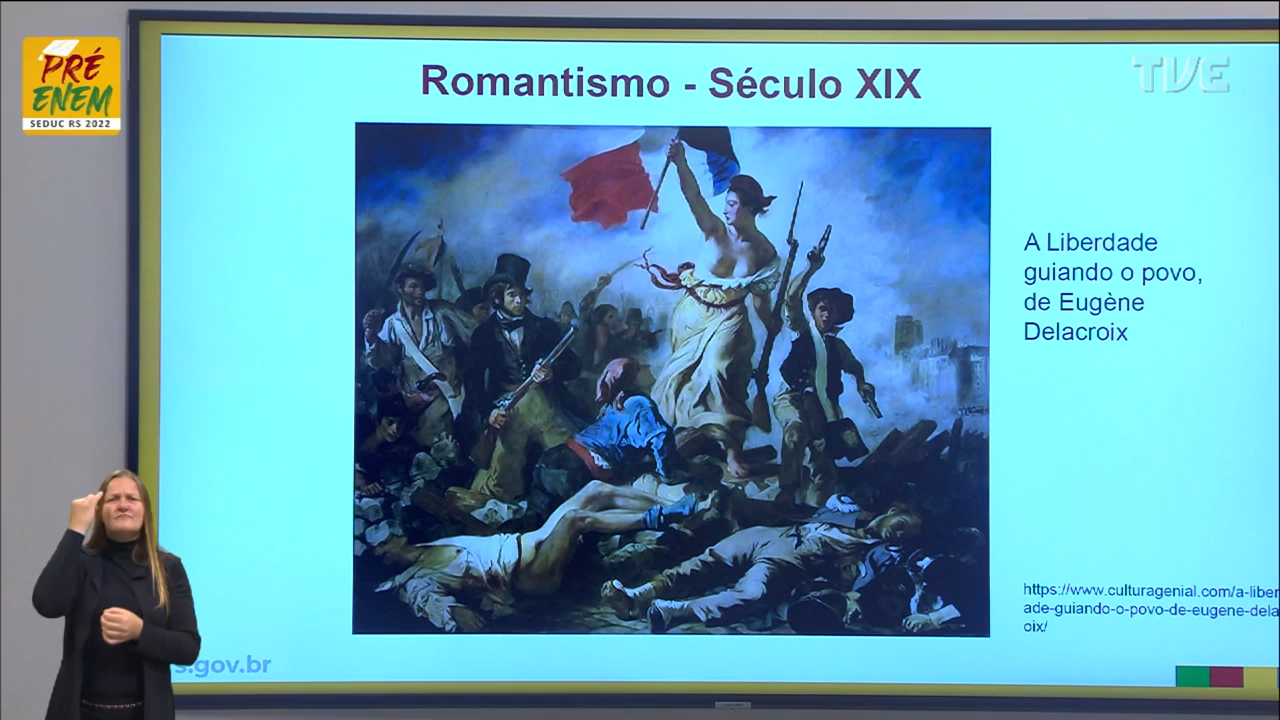 PRÉ
ENEM
SEDUC RS 2022
TVE
Romantismo - Século XIX
A Liberdade
guiando o povo,
de Eugène
Delacroix
https://www.culturagenial.com/a-liber
ade-guiando-o-povo-de-eugene-dela
oix/
s.gov.br